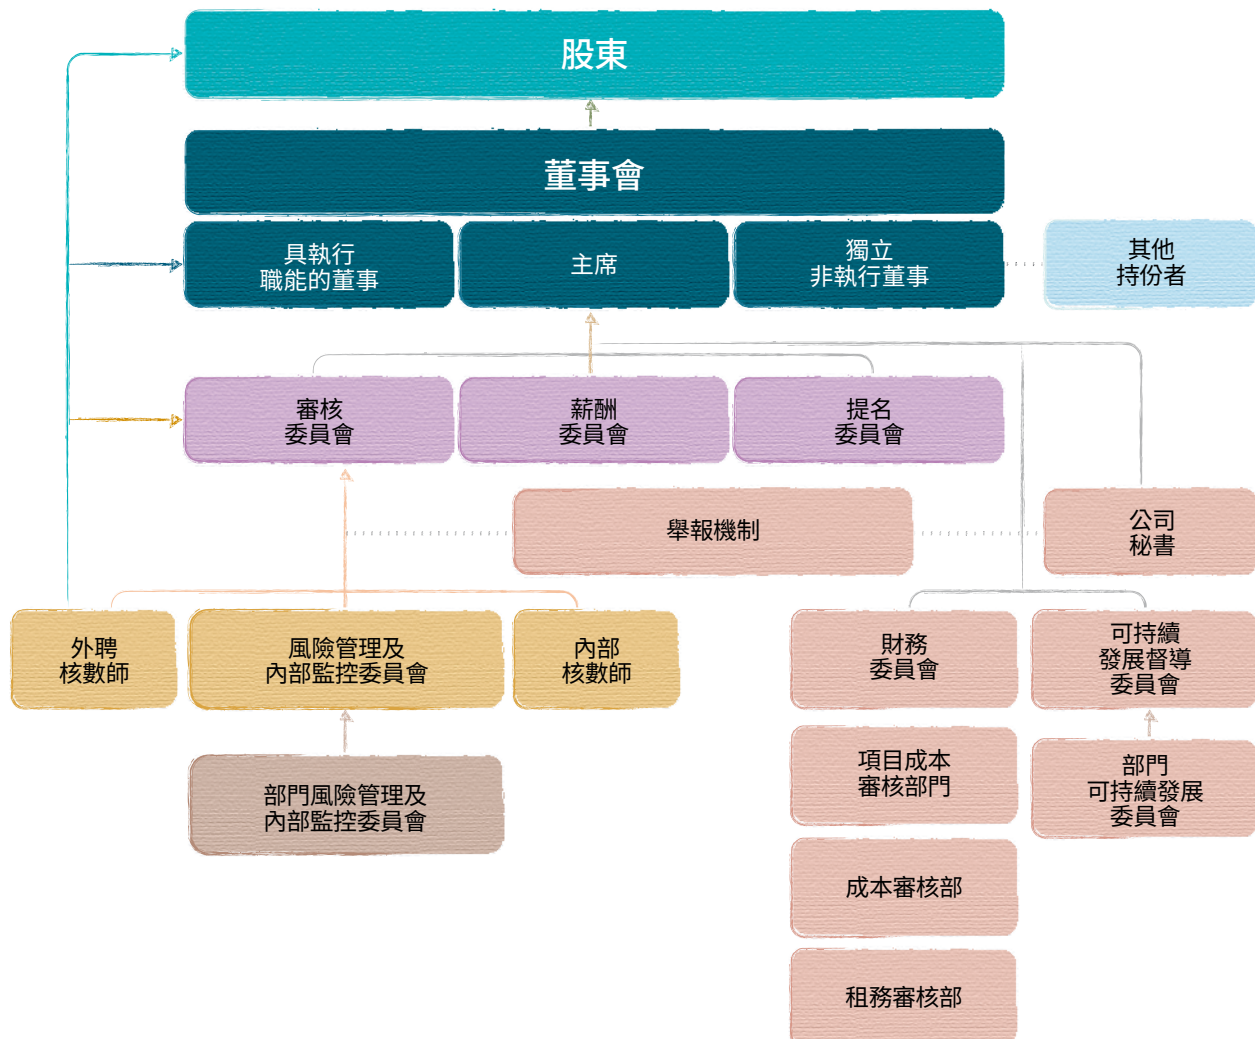 股東
董事會
具執行
職能的董事
主席
獨立
非執行董事
其他
持份者
審核
委員會
薪酬
委員會
提名
委員會
舉報機制
公司
秘書
外聘
核數師
風險管理及
內部監控委員會
內部
核數師
財務
委員會
可持續
發展督導
委員會
部門風險管理及
內部監控委員會
項目成本
審核部門
部門
可持續發展
委員會
成本審核部
租務審核部